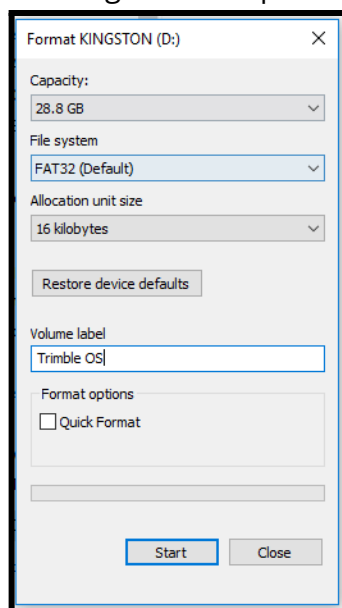 Format KINGSTON (D:)
Capacity:
28.8 GB
File system
FAT32 (Default)
Allocation unit size
16 kilobytes
Restore device defaults
Volume label
Trimble OS
Format options
Quick Format
Start Close